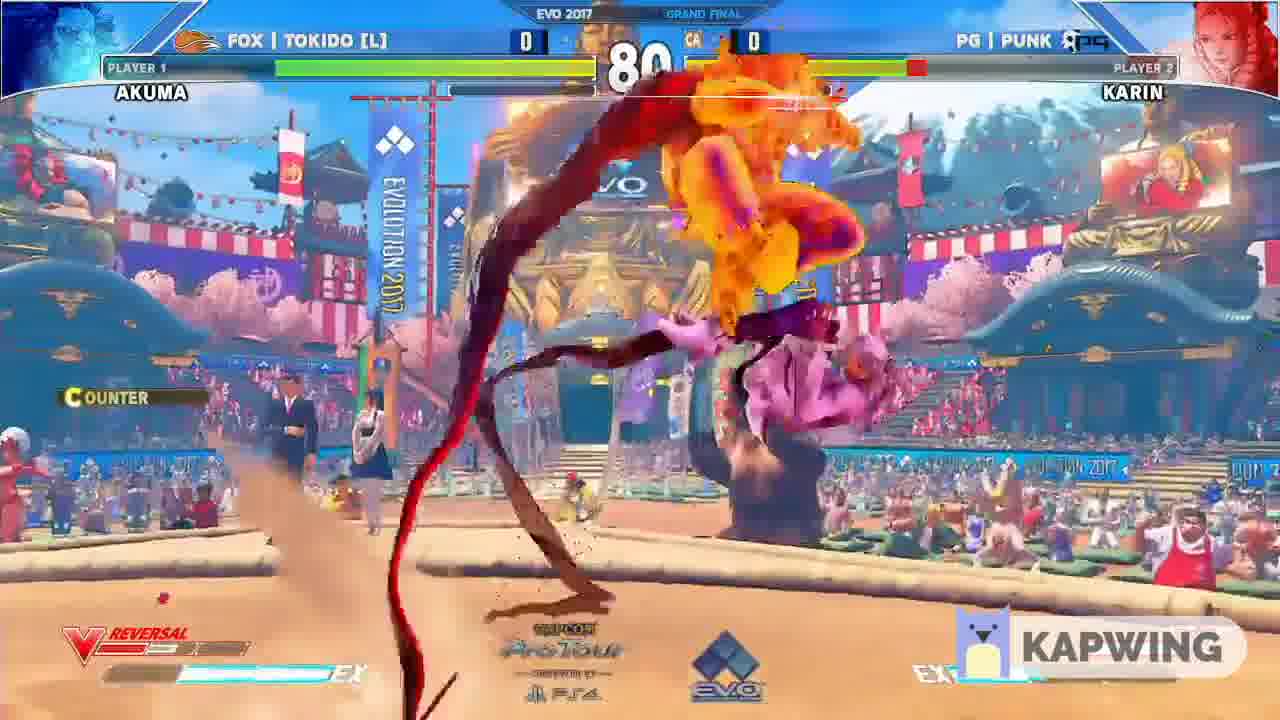 EVO 2017 GRAND FINAL
FOX | TOKIDO [L] 0 80 CA 0 PG | PUNK
PLAYER 1 PLAYER 2
AKUMA KARIN
EVOLUTION 2017
COUNTER
REVERSAL
EX EX
CAPCOM
Pro Tour
PS4
EVO
KAPWING